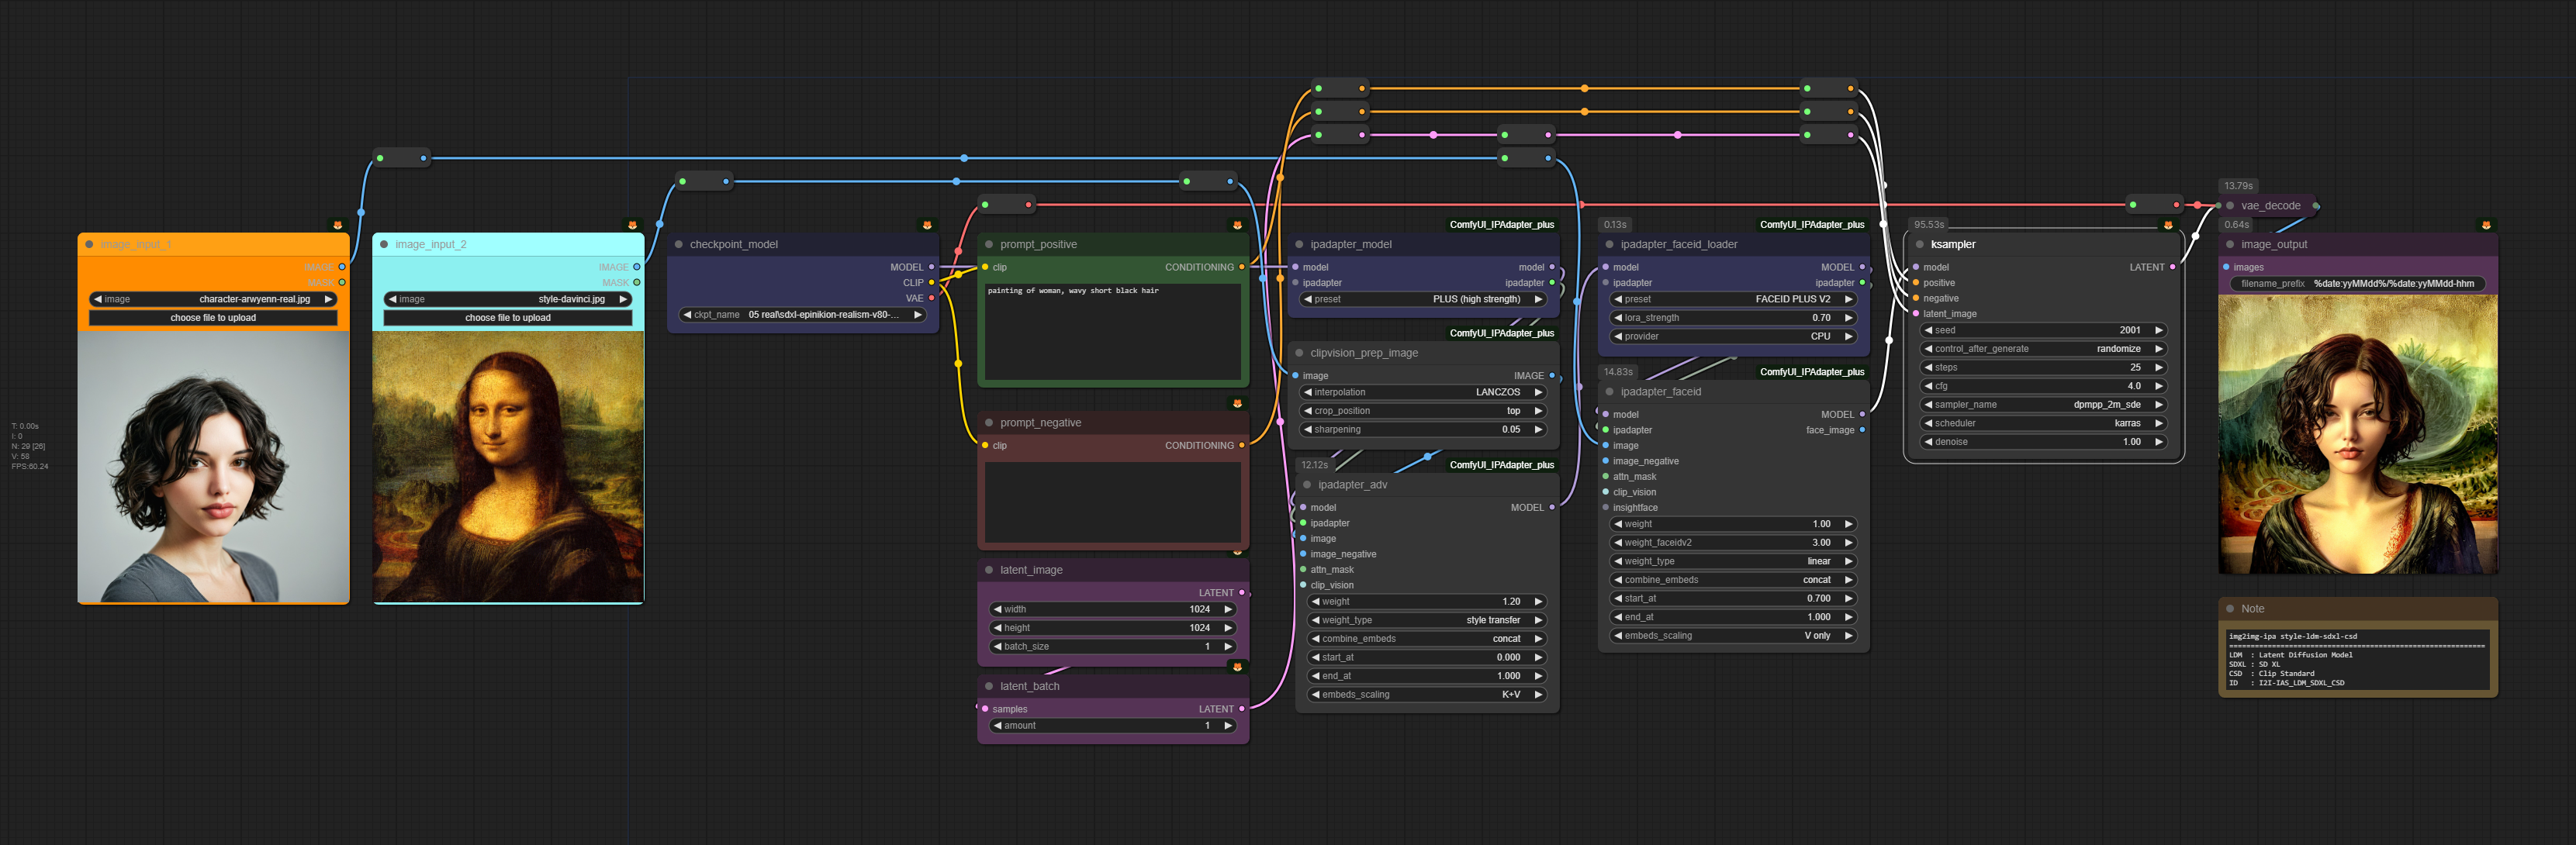 T: 0.00s
I: 0
N: 29 [26]
V: 58
FPS:60.24
image_input_1
IMAGE
MASK
image character-arwyenn-real.jpg
choose file to upload
image_input_2
IMAGE
MASK
image style-davinci.jpg
choose file to upload
checkpoint_model
MODEL
CLIP
VAE
ckpt_name 05 real\sdxl-epinikion-realism-v80-...
prompt_positive
clip CONDITIONING
painting of woman, wavy short black hair
prompt_negative
clip CONDITIONING
latent_image
LATENT
width 1024
height 1024
batch_size 1
latent_batch
samples LATENT
amount 1
ComfyUI_IPAdapter_plus
ipadapter_model
model model
ipadapter ipadapter
preset PLUS (high strength)
ComfyUI_IPAdapter_plus
clipvision_prep_image
image IMAGE
interpolation LANCZOS
crop_position top
sharpening 0.05
12.12s ComfyUI_IPAdapter_plus
ipadapter_adv
model MODEL
ipadapter
image
image_negative
attn_mask
clip_vision
weight 1.20
weight_type style transfer
combine_embeds concat
start_at 0.000
end_at 1.000
embeds_scaling K+V
0.13s ComfyUI_IPAdapter_plus
ipadapter_faceid_loader
model MODEL
ipadapter ipadapter
preset FACEID PLUS V2
lora_strength 0.70
provider CPU
14.83s ComfyUI_IPAdapter_plus
ipadapter_faceid
model MODEL
ipadapter face_image
image
image_negative
attn_mask
clip_vision
insightface
weight 1.00
weight_faceidv2 3.00
weight_type linear
combine_embeds concat
start_at 0.700
end_at 1.000
embeds_scaling V only
95.53s
ksampler
model LATENT
positive
negative
latent_image
seed 2001
control_after_generate randomize
steps 25
cfg 4.0
sampler_name dpmpp_2m_sde
scheduler karras
denoise 1.00
13.79s
vae_decode
0.64s
image_output
images
filename_prefix %date:yyMMdd%/%date:yyMMdd-hhm
Note
img2img-ipa style-ldm-sdxl-csd
LDM : Latent Diffusion Model
SDXL : SD XL
CSD : Clip Standard
ID : I2I-IAS_LDM_SDXL_CSD